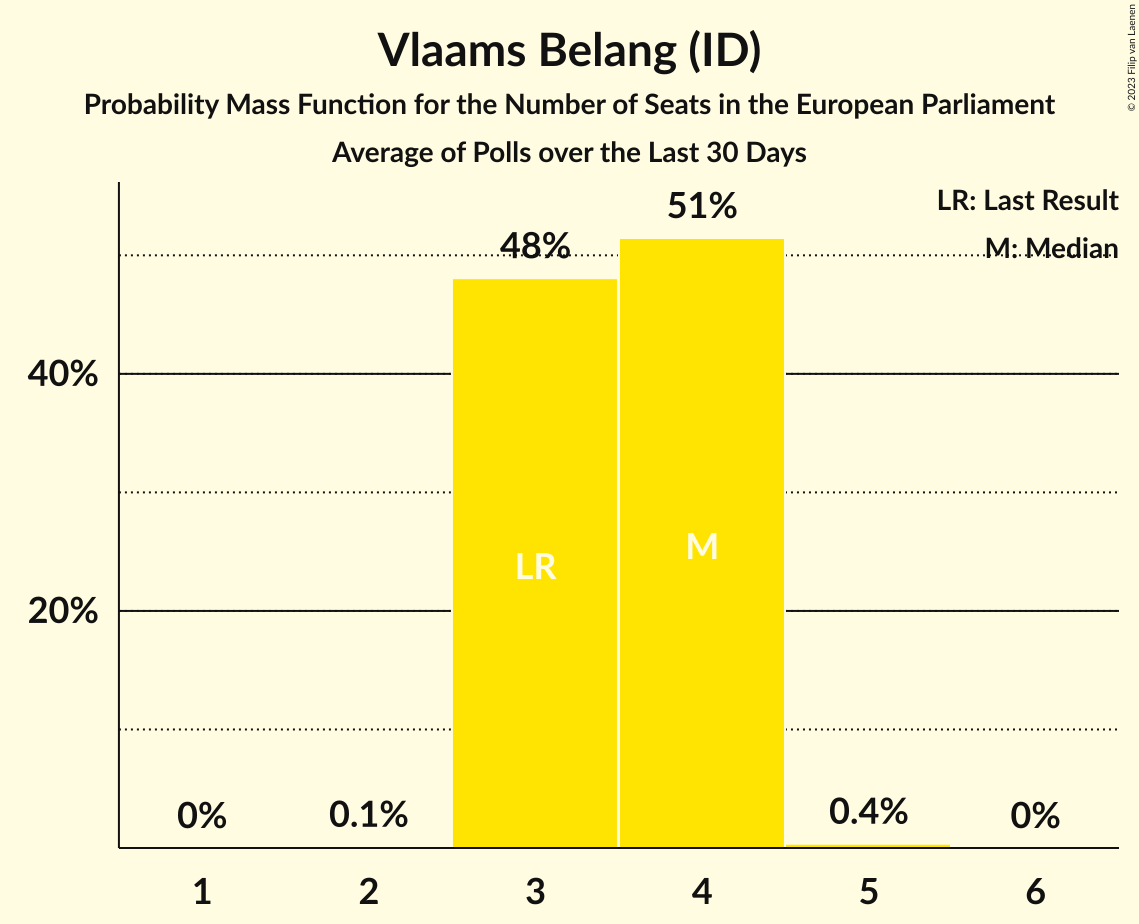 Vlaams Belang (ID)
Probability Mass Function for the Number of Seats in the European Parliament
Average of Polls over the Last 30 Days
© 2023 Filip van Laenen
LR: Last Result
M: Median
51%
48%
40%
20%
LR
M
0%
0.1%
0.4%
0%
1 2 3 4 5 6